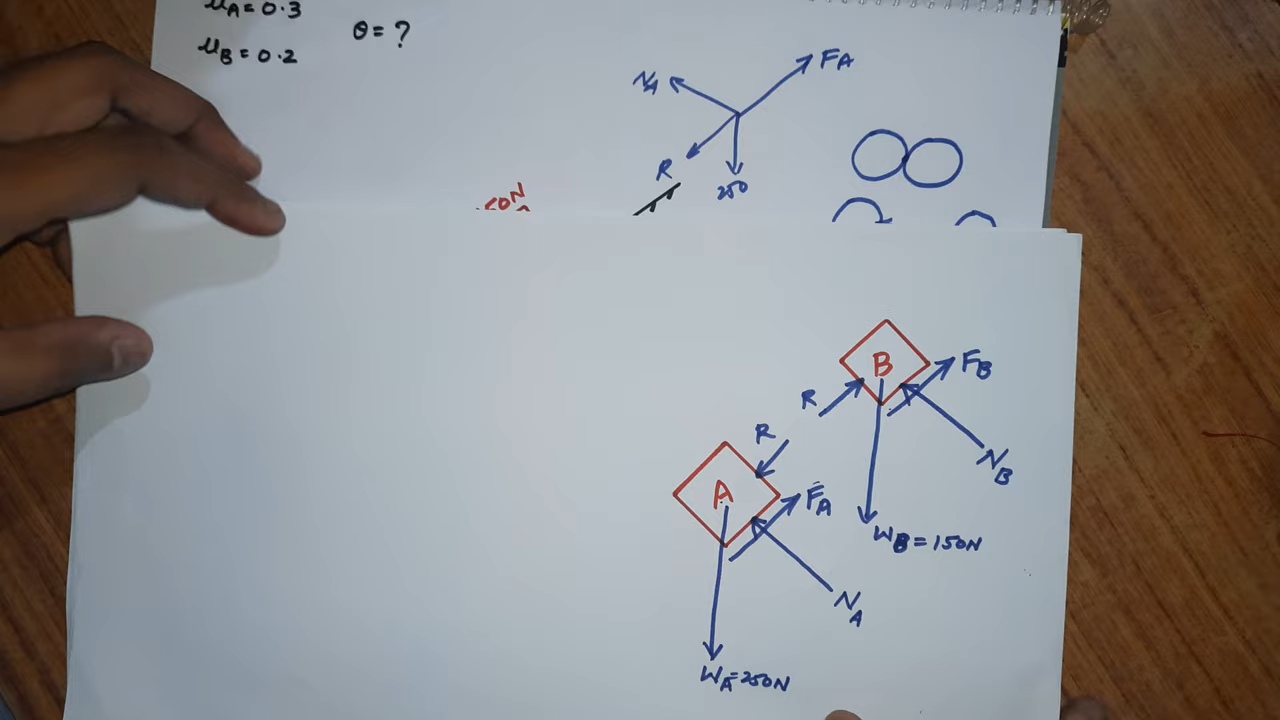 μA = 0.3
μB = 0.2
θ = ?
FA
NA
R
250
B
FB
R
R
NB
A
FA
WB = 150N
NA
WA = 250N